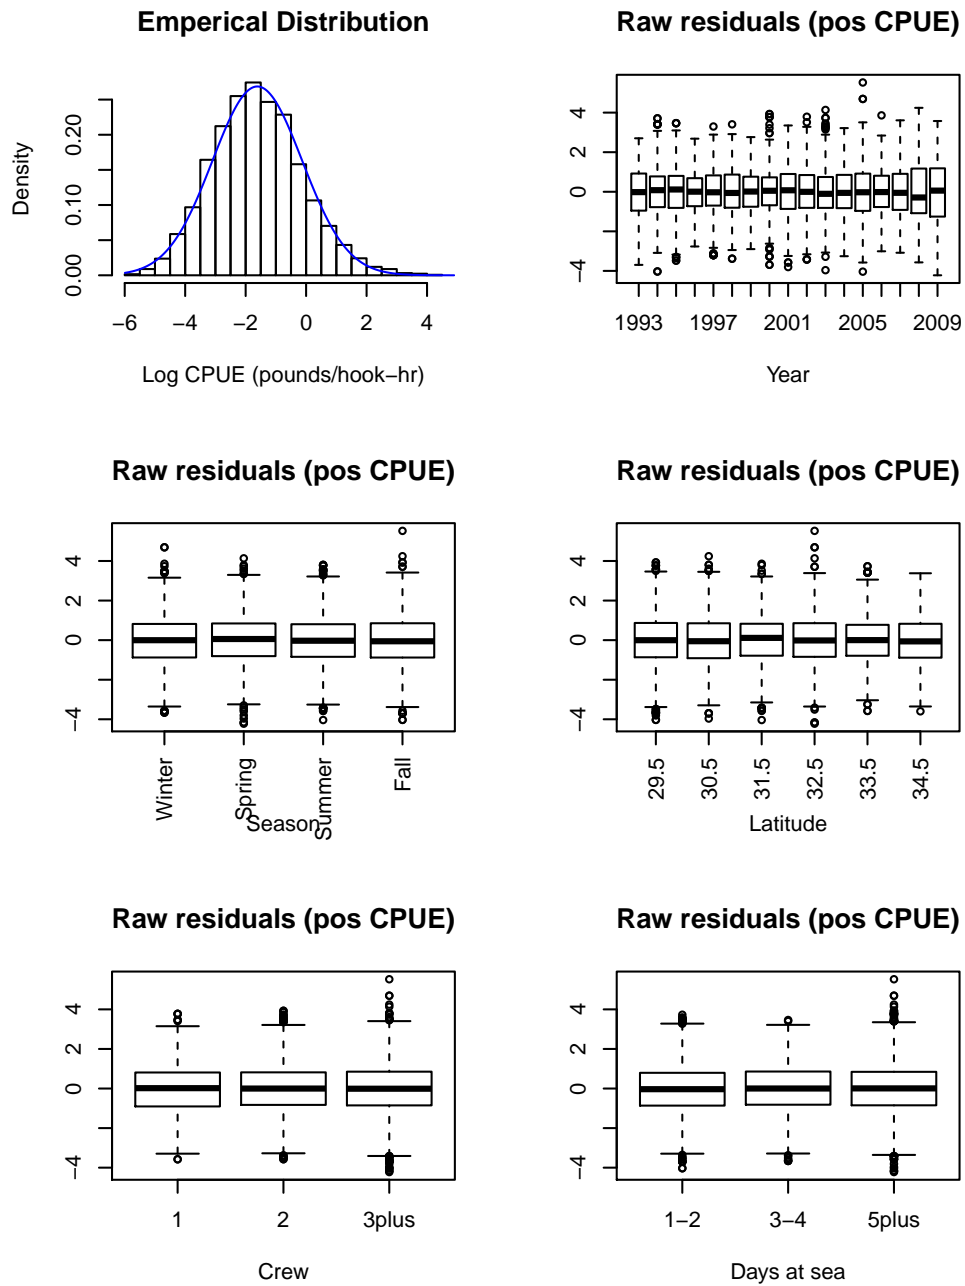 Emperical Distribution
Density
0.00 0.10 0.20
−6 −4 −2 0 2 4
Log CPUE (pounds/hook−hr)
Raw residuals (pos CPUE)
−4 0 2 4
1993 1997 2001 2005 2009
Year
Raw residuals (pos CPUE)
−4 0 2 4
Winter Spring Summer Fall
Season
Raw residuals (pos CPUE)
−4 0 2 4
29.5 30.5 31.5 32.5 33.5 34.5
Latitude
Raw residuals (pos CPUE)
−4 0 2 4
1 2 3plus
Crew
Raw residuals (pos CPUE)
−4 0 2 4
1−2 3−4 5plus
Days at sea